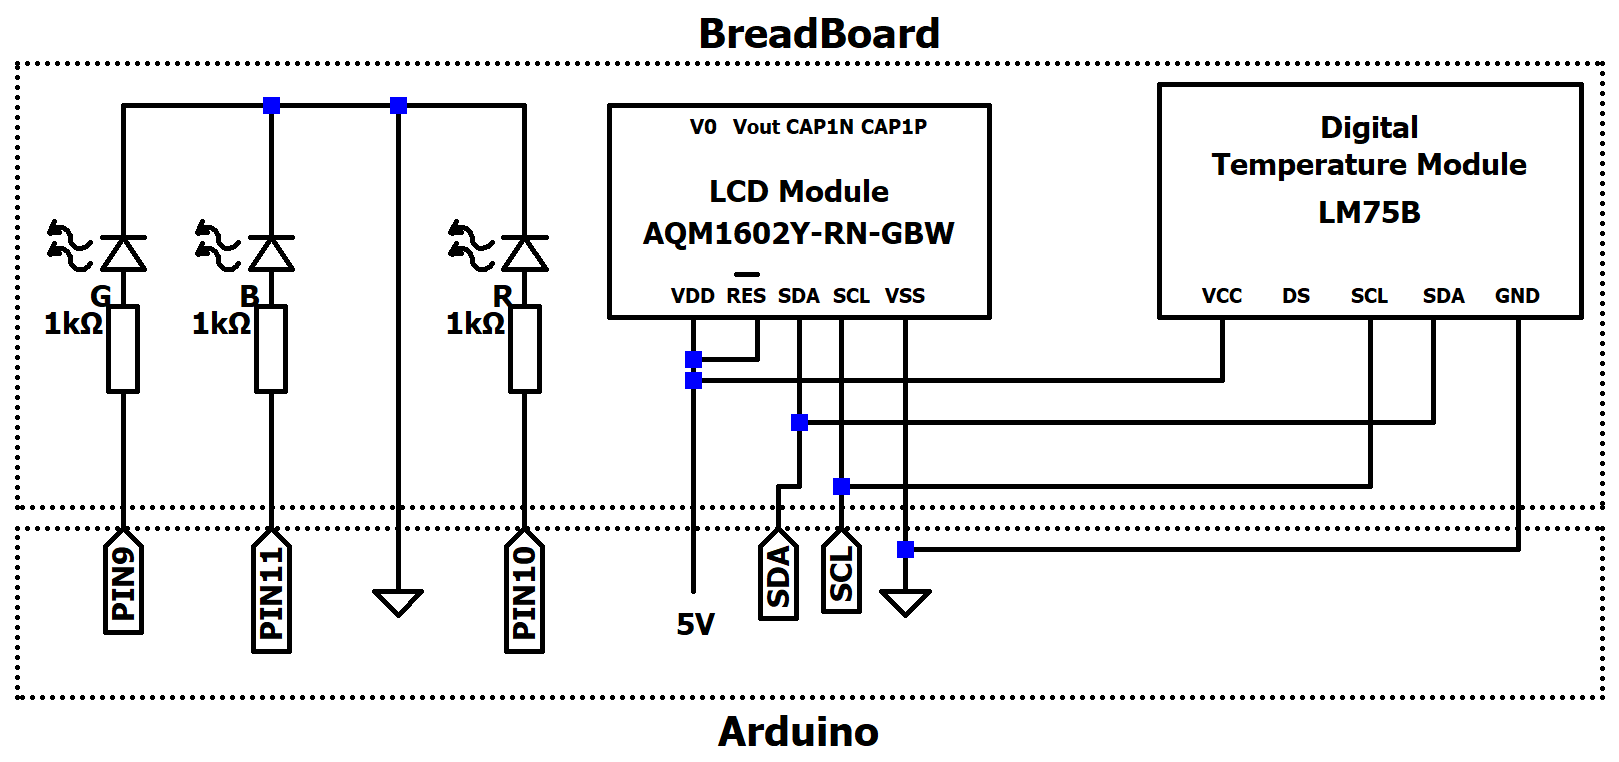 BreadBoard
V0 Vout CAP1N CAP1P
LCD Module
AQM1602Y-RN-GBW
VDD RES SDA SCL VSS
Digital
Temperature Module
LM75B
VCC DS SCL SDA GND
G
1kΩ
B
1kΩ
R
1kΩ
PIN9
PIN11
PIN10
5V
SDA
SCL
Arduino